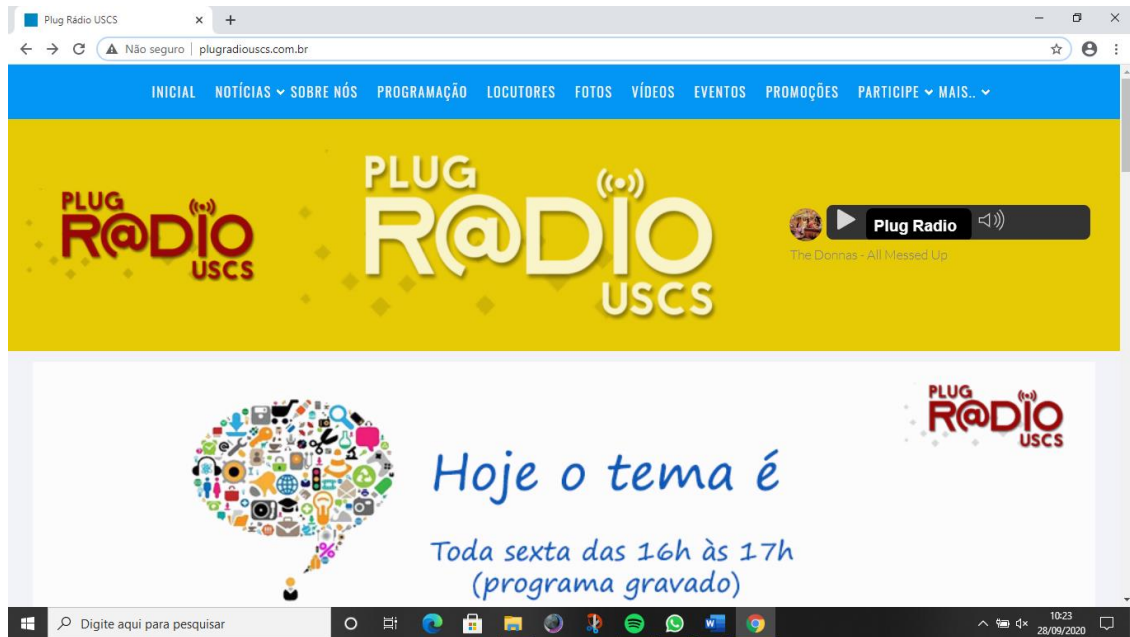 Plug Rádio USCS
Não seguro | plugradiouscs.com.br
INICIAL NOTÍCIAS SOBRE NÓS PROGRAMAÇÃO LOCUTORES FOTOS VÍDEOS EVENTOS PROMOÇÕES PARTICIPE MAIS..
PLUG
R@DIO
USCS
PLUG
R@DIO
USCS
Plug Radio
The Donnas - All Messed Up
PLUG
R@DIO
USCS
Hoje o tema é
Toda sexta das 16h às 17h
(programa gravado)
Digite aqui para pesquisar
10:23
28/09/2020